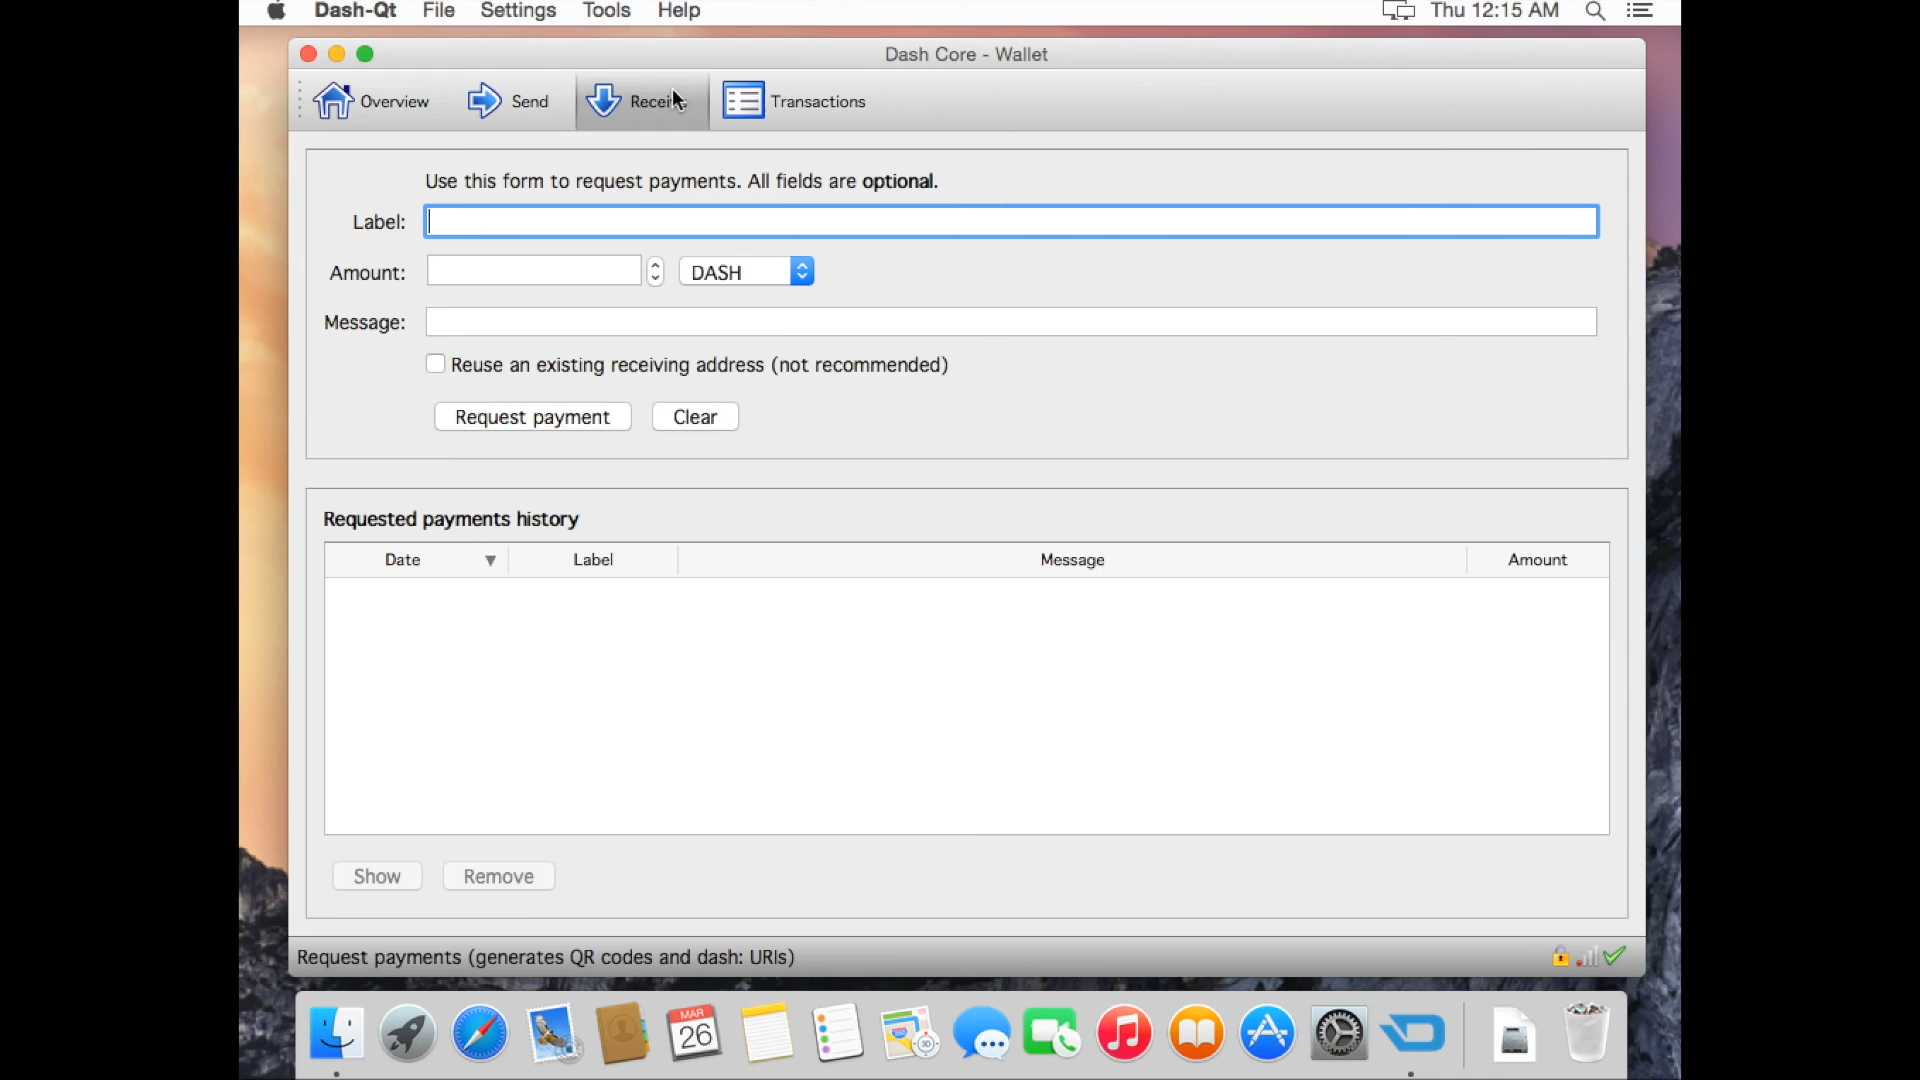 Dash-Qt File Settings Tools Help Thu 12:15 AM
Dash Core - Wallet
Overview Send Transactions
Use this form to request payments. All fields are optional.
Label:
Amount: DASH
Message:
Reuse an existing receiving address (not recommended)
Request payment Clear
Requested payments history
Date ▼ Label Message Amount
Show Remove
Request payments (generates QR codes and dash: URIs)
MAR
26
3D